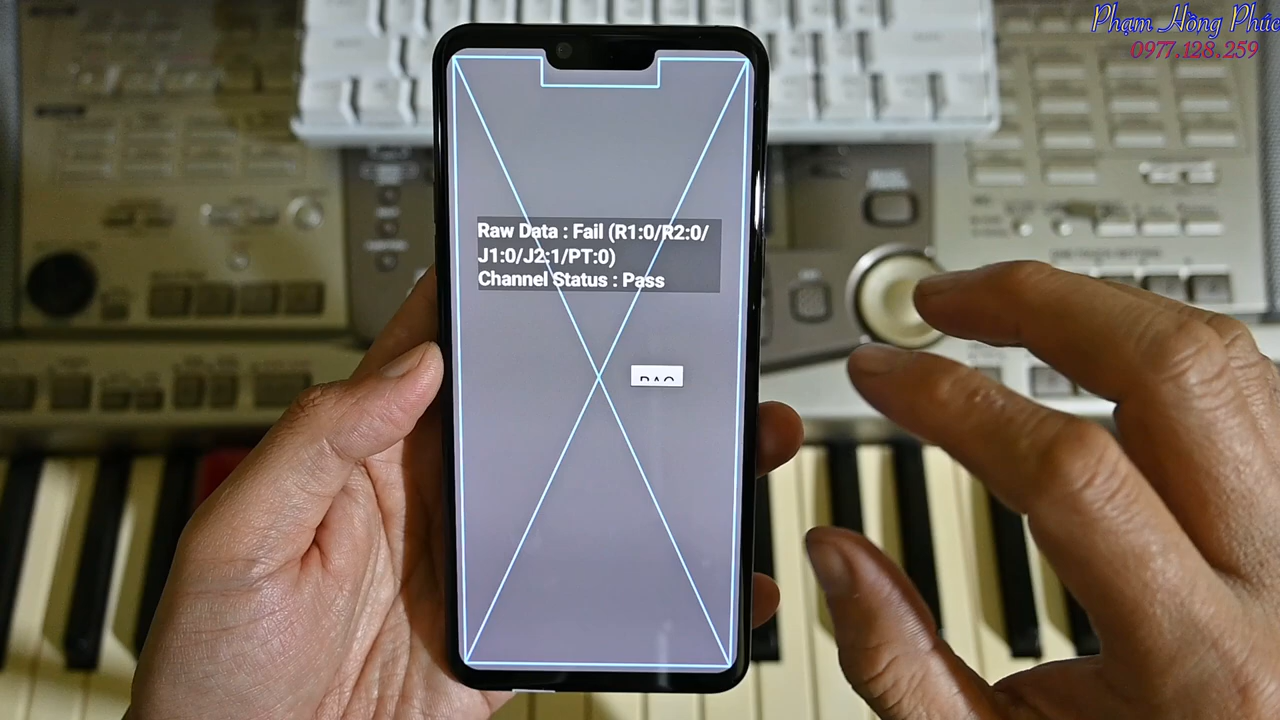 Phạm Hồng Phúc
0977.128.259
Raw Data : Fail (R1:0/R2:0/
J1:0/J2:1/PT:0)
Channel Status : Pass